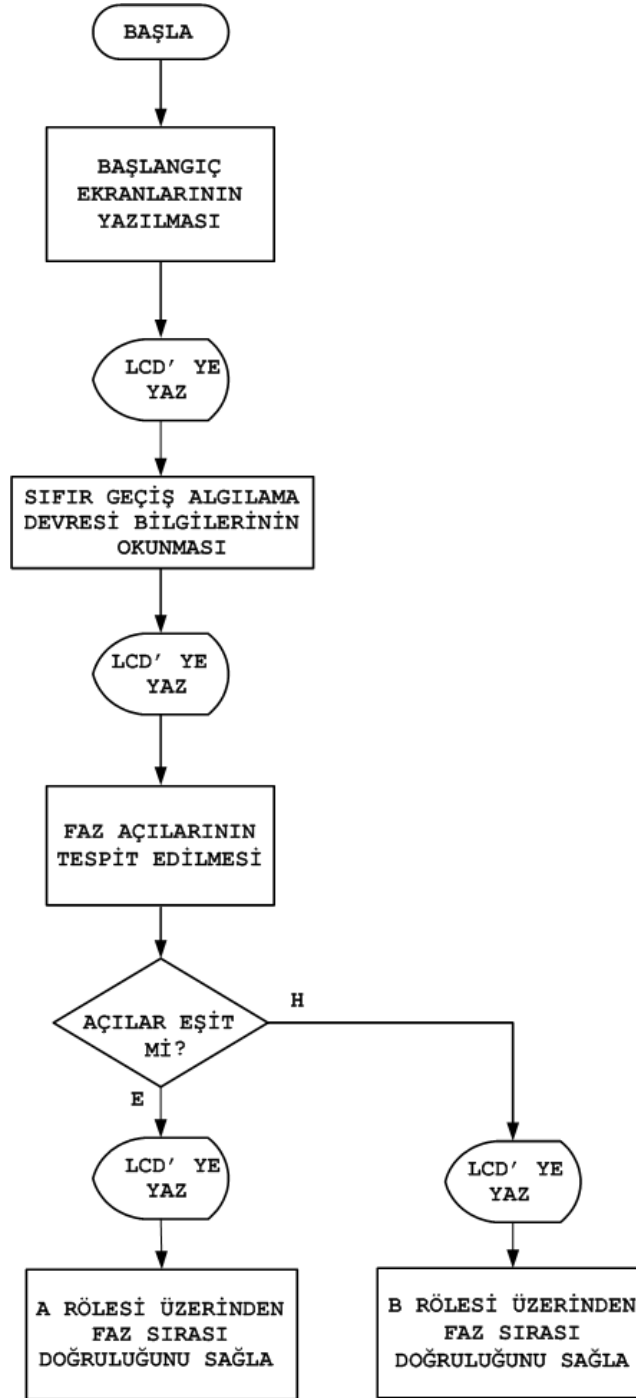 BAŞLA
BAŞLANGIÇ
EKRANLARININ
YAZILMASI
LCD' YE
YAZ
SIFIR GEÇİŞ ALGILAMA
DEVRESİ BİLGİLERİNİN
OKUNMASI
LCD' YE
YAZ
FAZ AÇILARININ
TESPİT EDİLMESİ
AÇILAR EŞİT
Mİ?
H
E
LCD' YE
YAZ
LCD' YE
YAZ
A RÖLESİ ÜZERİNDEN
FAZ SIRASI
DOĞRULUĞUNU SAĞLA
B RÖLESİ ÜZERİNDEN
FAZ SIRASI
DOĞRULUĞUNU SAĞLA